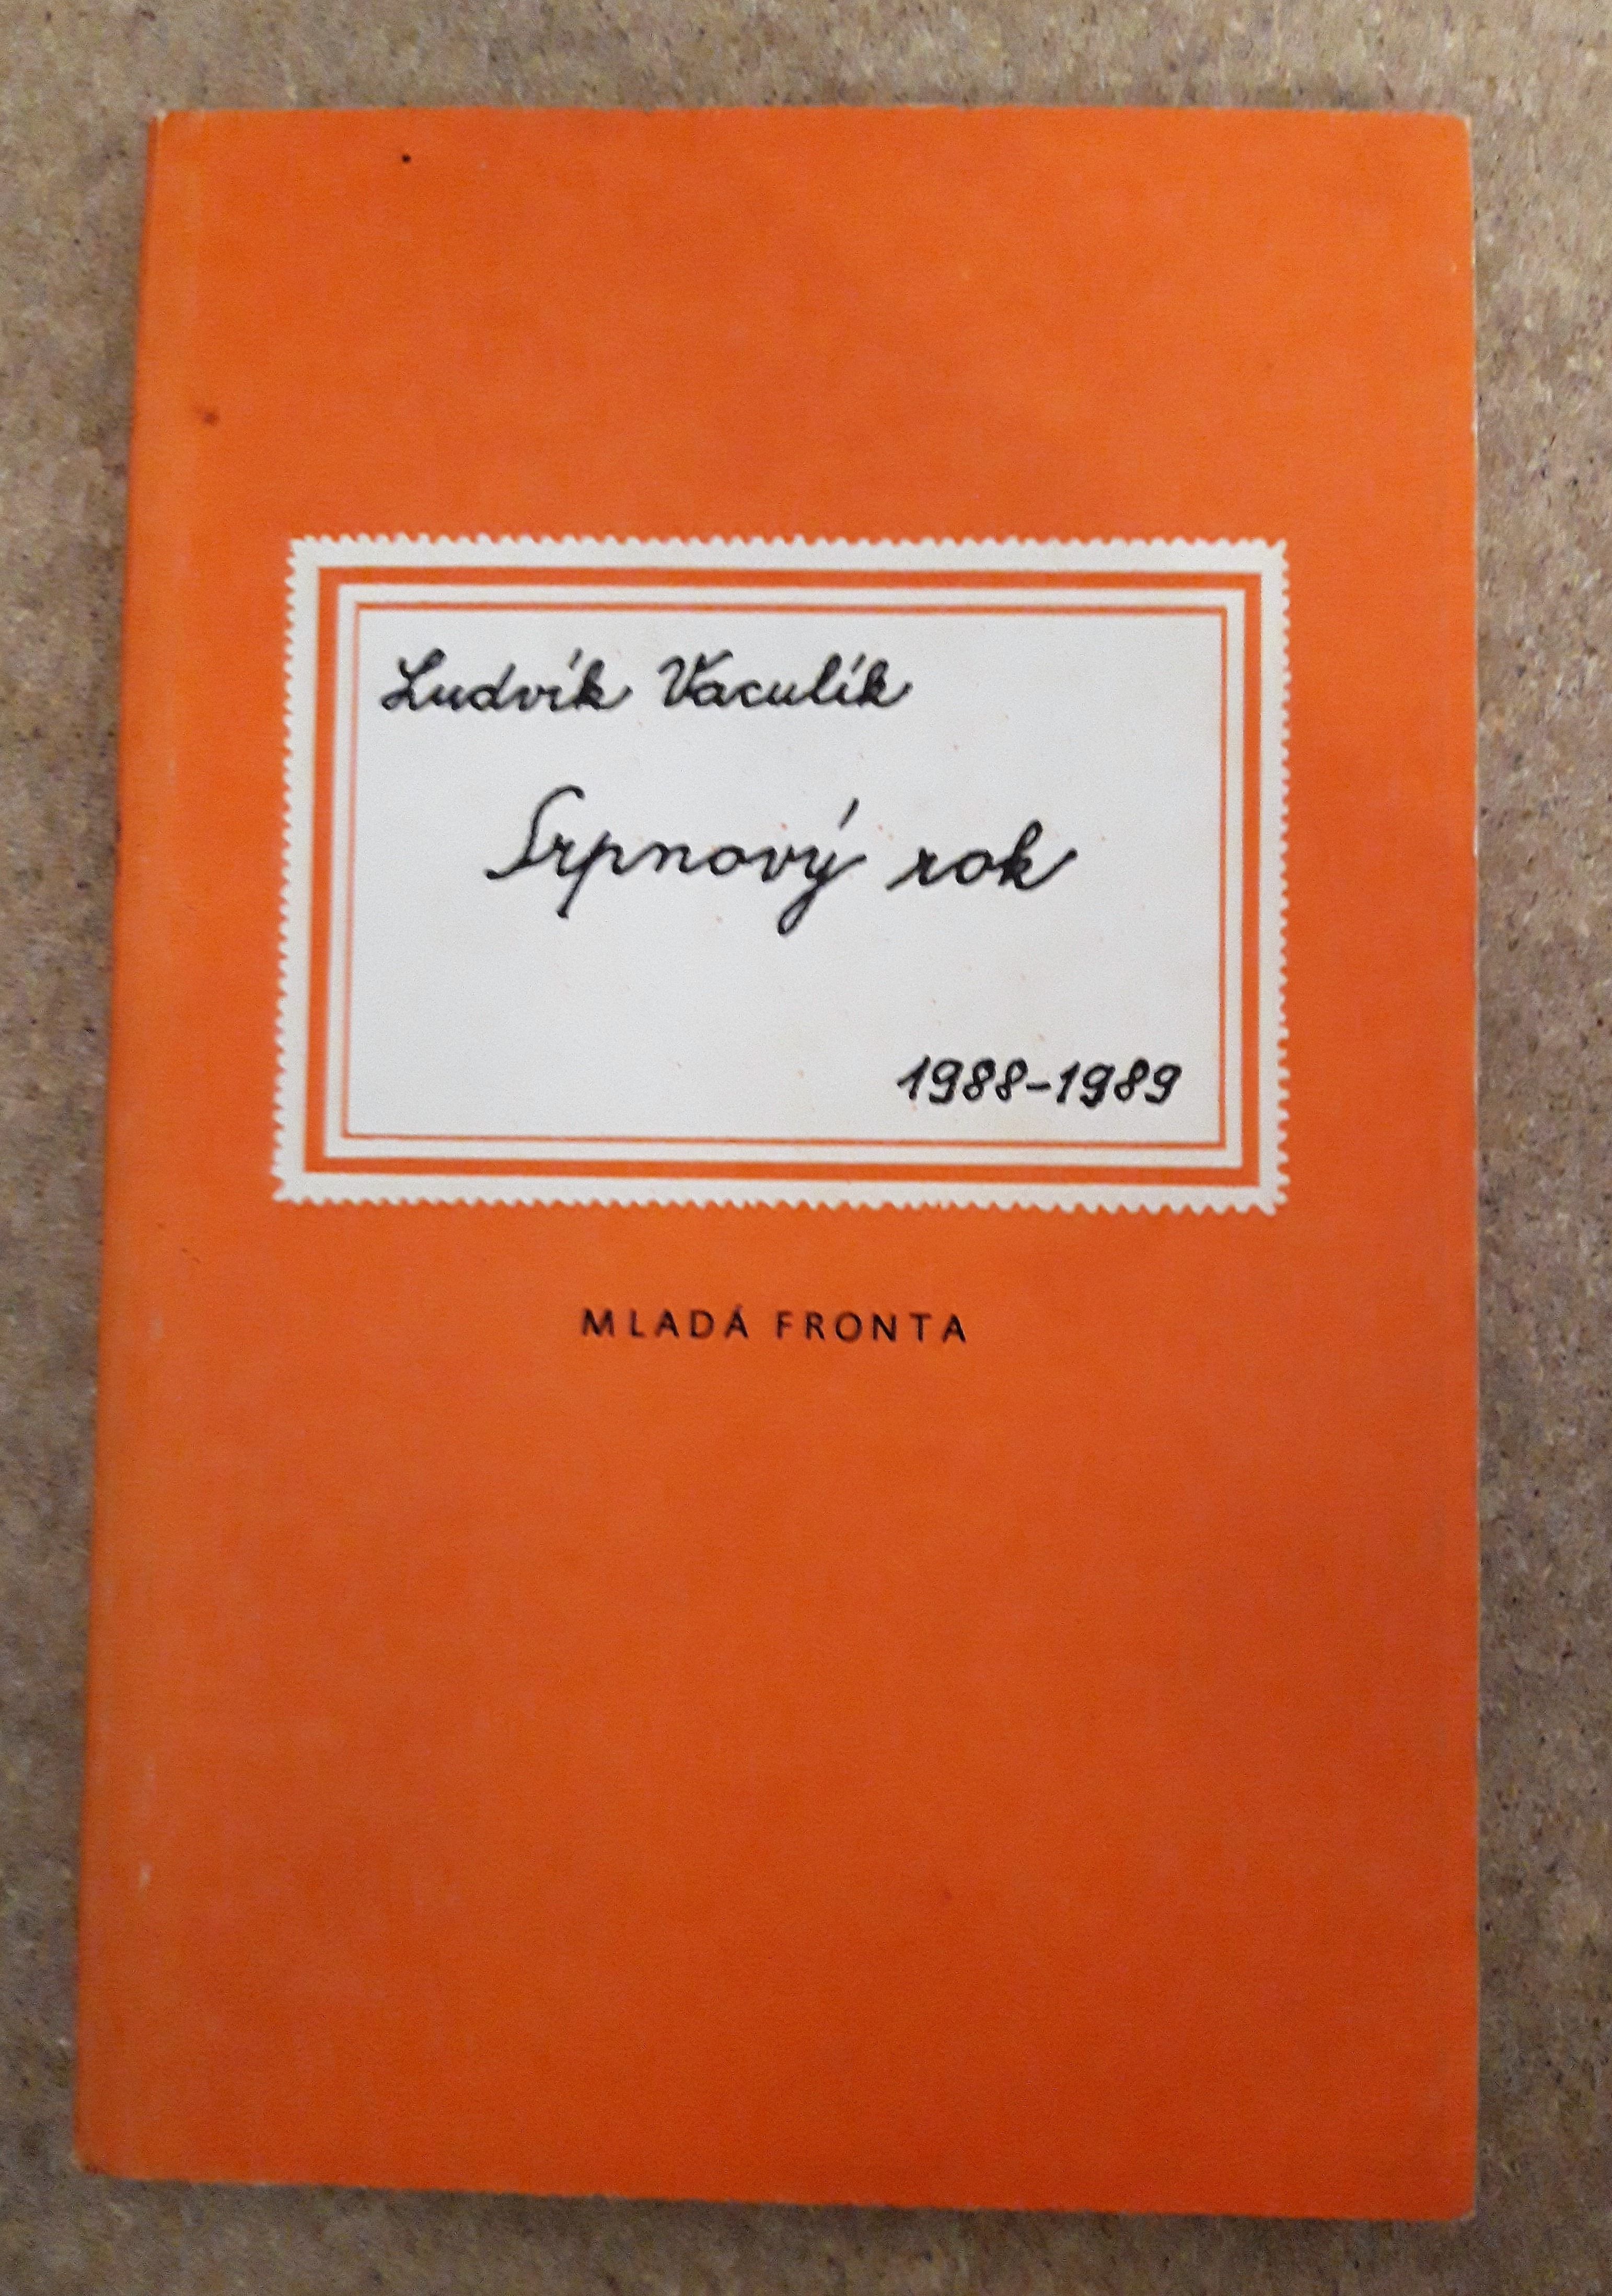 Ludvík Vaculík
Srpnový rok
1988-1989
MLADÁ FRONTA